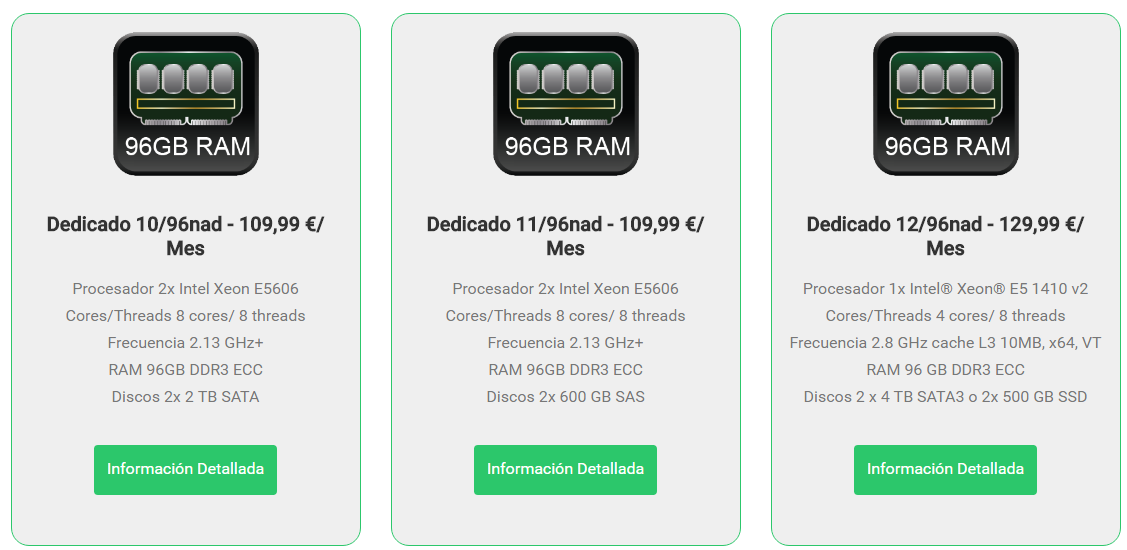 96GB RAM
Dedicado 10/96nad - 109,99 €/
Mes
Procesador 2x Intel Xeon E5606
Cores/Threads 8 cores/ 8 threads
Frecuencia 2.13 GHz+
RAM 96GB DDR3 ECC
Discos 2x 2 TB SATA
Información Detallada
96GB RAM
Dedicado 11/96nad - 109,99 €/
Mes
Procesador 2x Intel Xeon E5606
Cores/Threads 8 cores/ 8 threads
Frecuencia 2.13 GHz+
RAM 96GB DDR3 ECC
Discos 2x 600 GB SAS
Información Detallada
96GB RAM
Dedicado 12/96nad - 129,99 €/
Mes
Procesador 1x Intel® Xeon® E5 1410 v2
Cores/Threads 4 cores/ 8 threads
Frecuencia 2.8 GHz cache L3 10MB, x64, VT
RAM 96 GB DDR3 ECC
Discos 2 x 4 TB SATA3 o 2x 500 GB SSD
Información Detallada